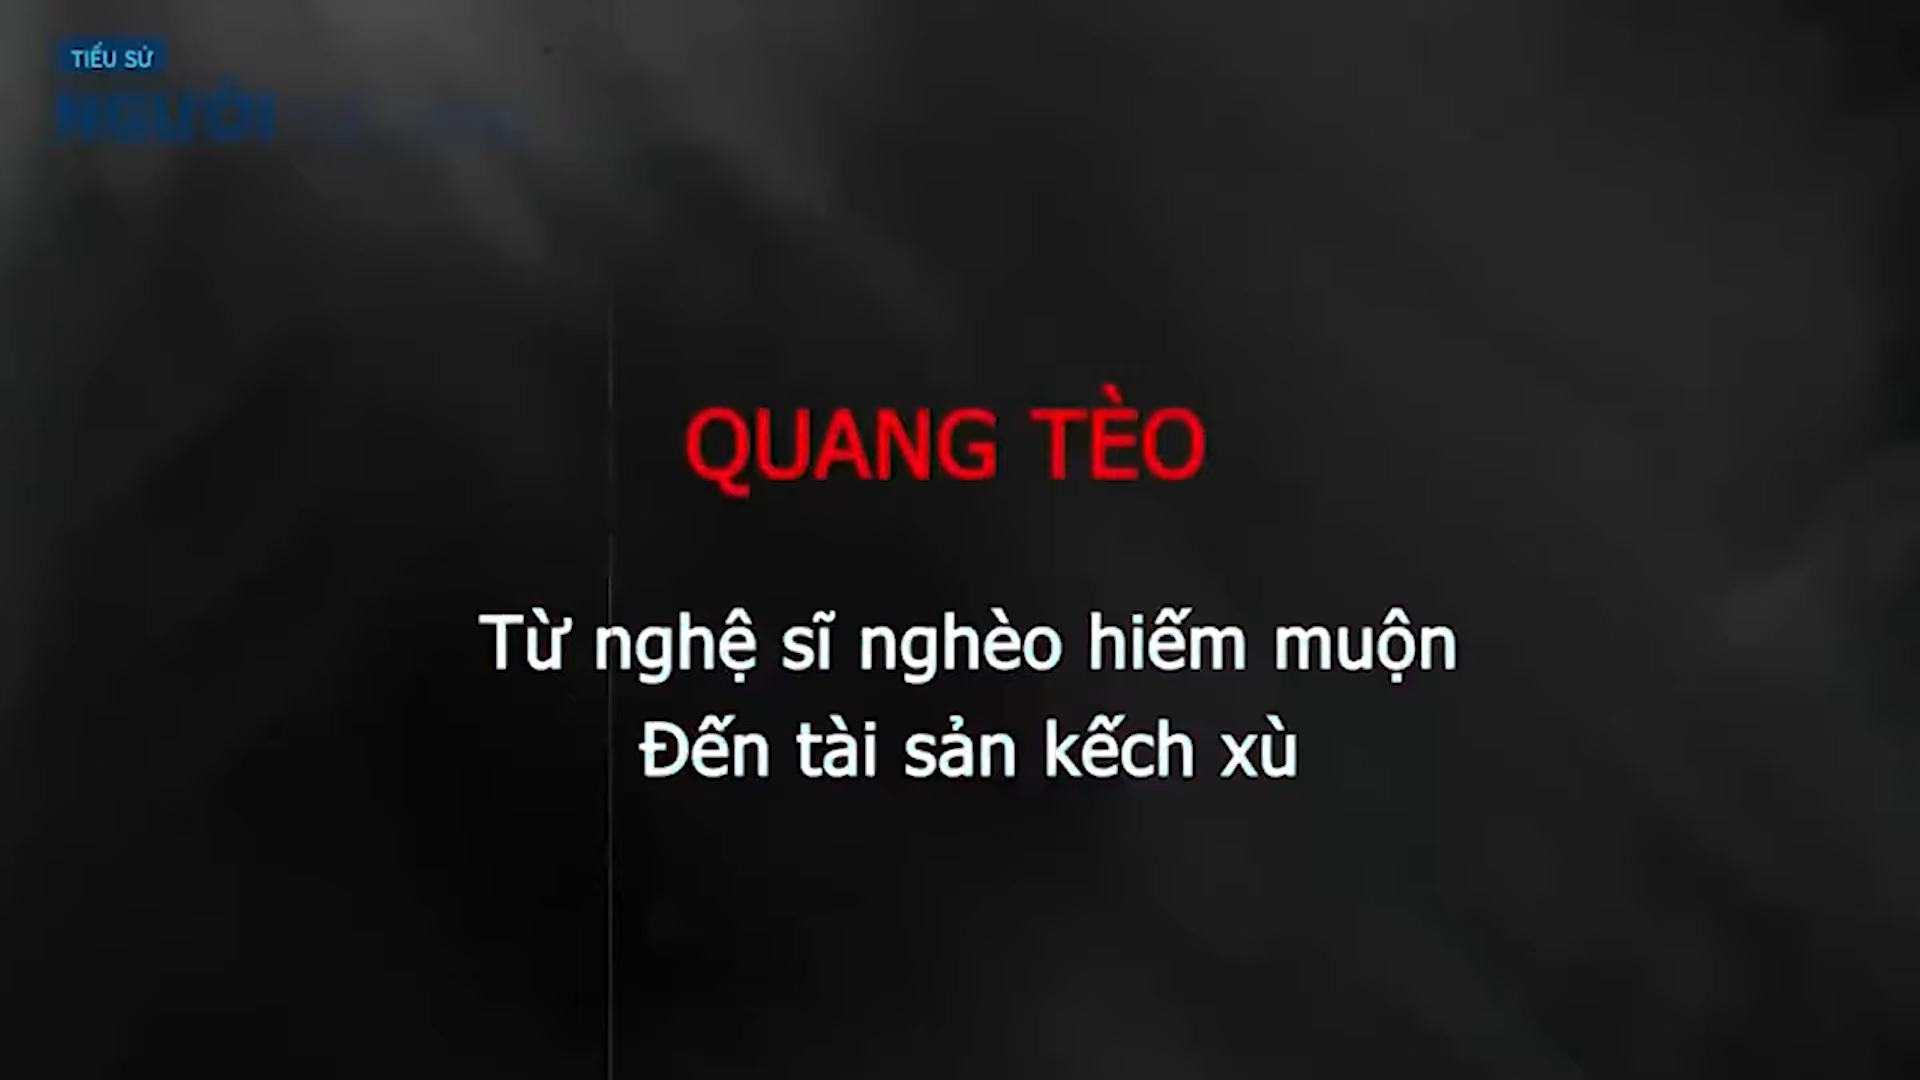 TIỂU SỬ
NGƯỜI
QUANG TÈO
Từ nghệ sĩ nghèo hiếm muộn
Đến tài sản kếch xù